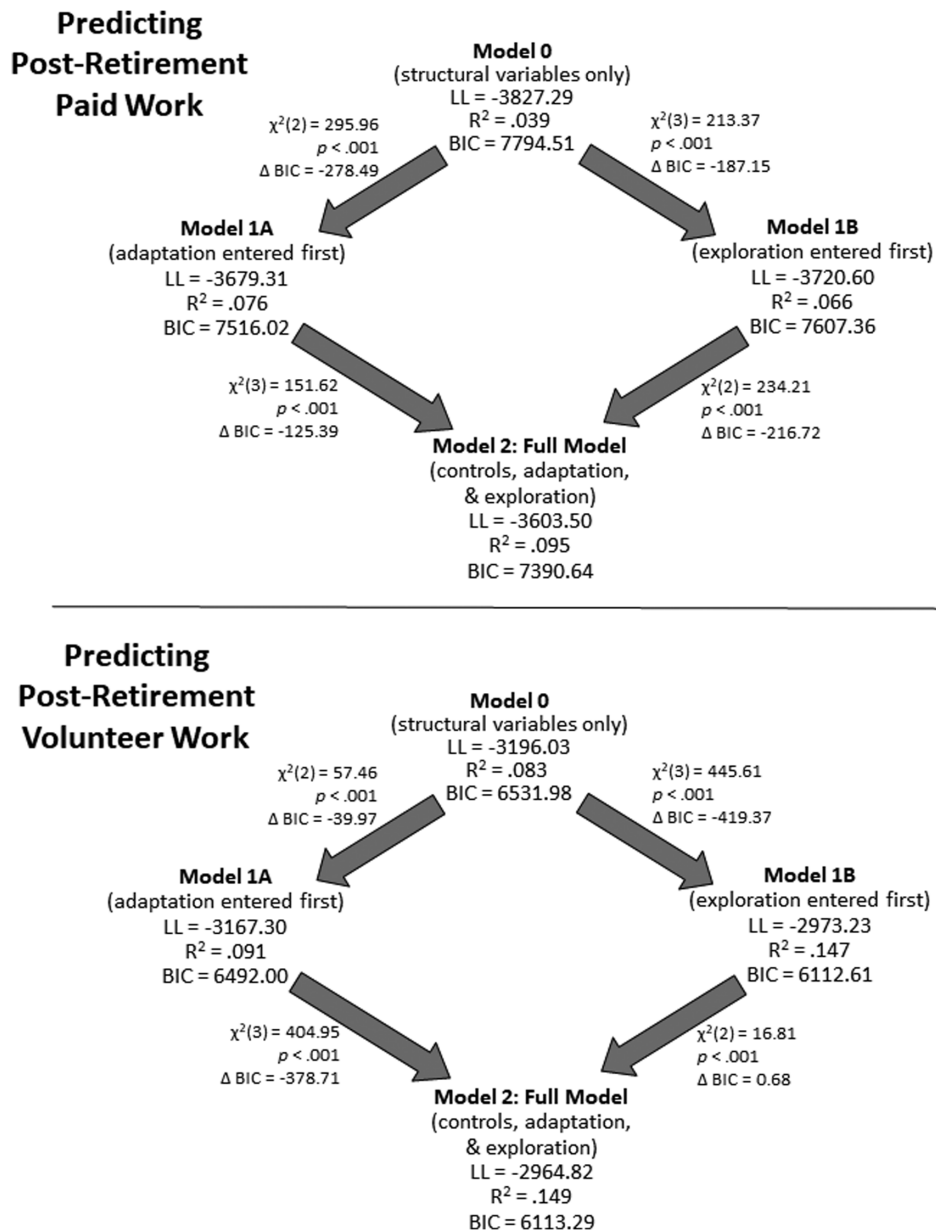 Predicting
Post-Retirement
Paid Work
Model 0
(structural variables only)
LL = -3827.29
R² = .039
BIC = 7794.51
χ²(2) = 295.96
p < .001
Δ BIC = -278.49
χ²(3) = 213.37
p < .001
Δ BIC = -187.15
Model 1A
(adaptation entered first)
LL = -3679.31
R² = .076
BIC = 7516.02
Model 1B
(exploration entered first)
LL = -3720.60
R² = .066
BIC = 7607.36
χ²(3) = 151.62
p < .001
Δ BIC = -125.39
χ²(2) = 234.21
p < .001
Δ BIC = -216.72
Model 2: Full Model
(controls, adaptation,
& exploration)
LL = -3603.50
R² = .095
BIC = 7390.64
Predicting
Post-Retirement
Volunteer Work
Model 0
(structural variables only)
LL = -3196.03
R² = .083
BIC = 6531.98
χ²(2) = 57.46
p < .001
Δ BIC = -39.97
χ²(3) = 445.61
p < .001
Δ BIC = -419.37
Model 1A
(adaptation entered first)
LL = -3167.30
R² = .091
BIC = 6492.00
Model 1B
(exploration entered first)
LL = -2973.23
R² = .147
BIC = 6112.61
χ²(3) = 404.95
p < .001
Δ BIC = -378.71
χ²(2) = 16.81
p < .001
Δ BIC = 0.68
Model 2: Full Model
(controls, adaptation,
& exploration)
LL = -2964.82
R² = .149
BIC = 6113.29